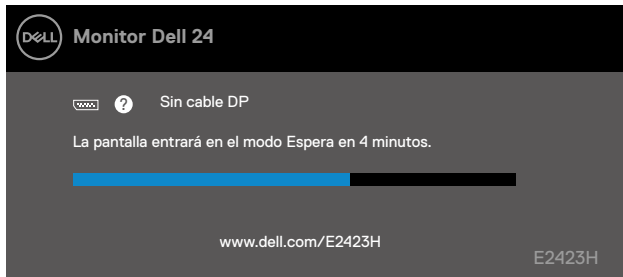 DELL Monitor Dell 24
? Sin cable DP
La pantalla entrará en el modo Espera en 4 minutos.
www.dell.com/E2423H
E2423H